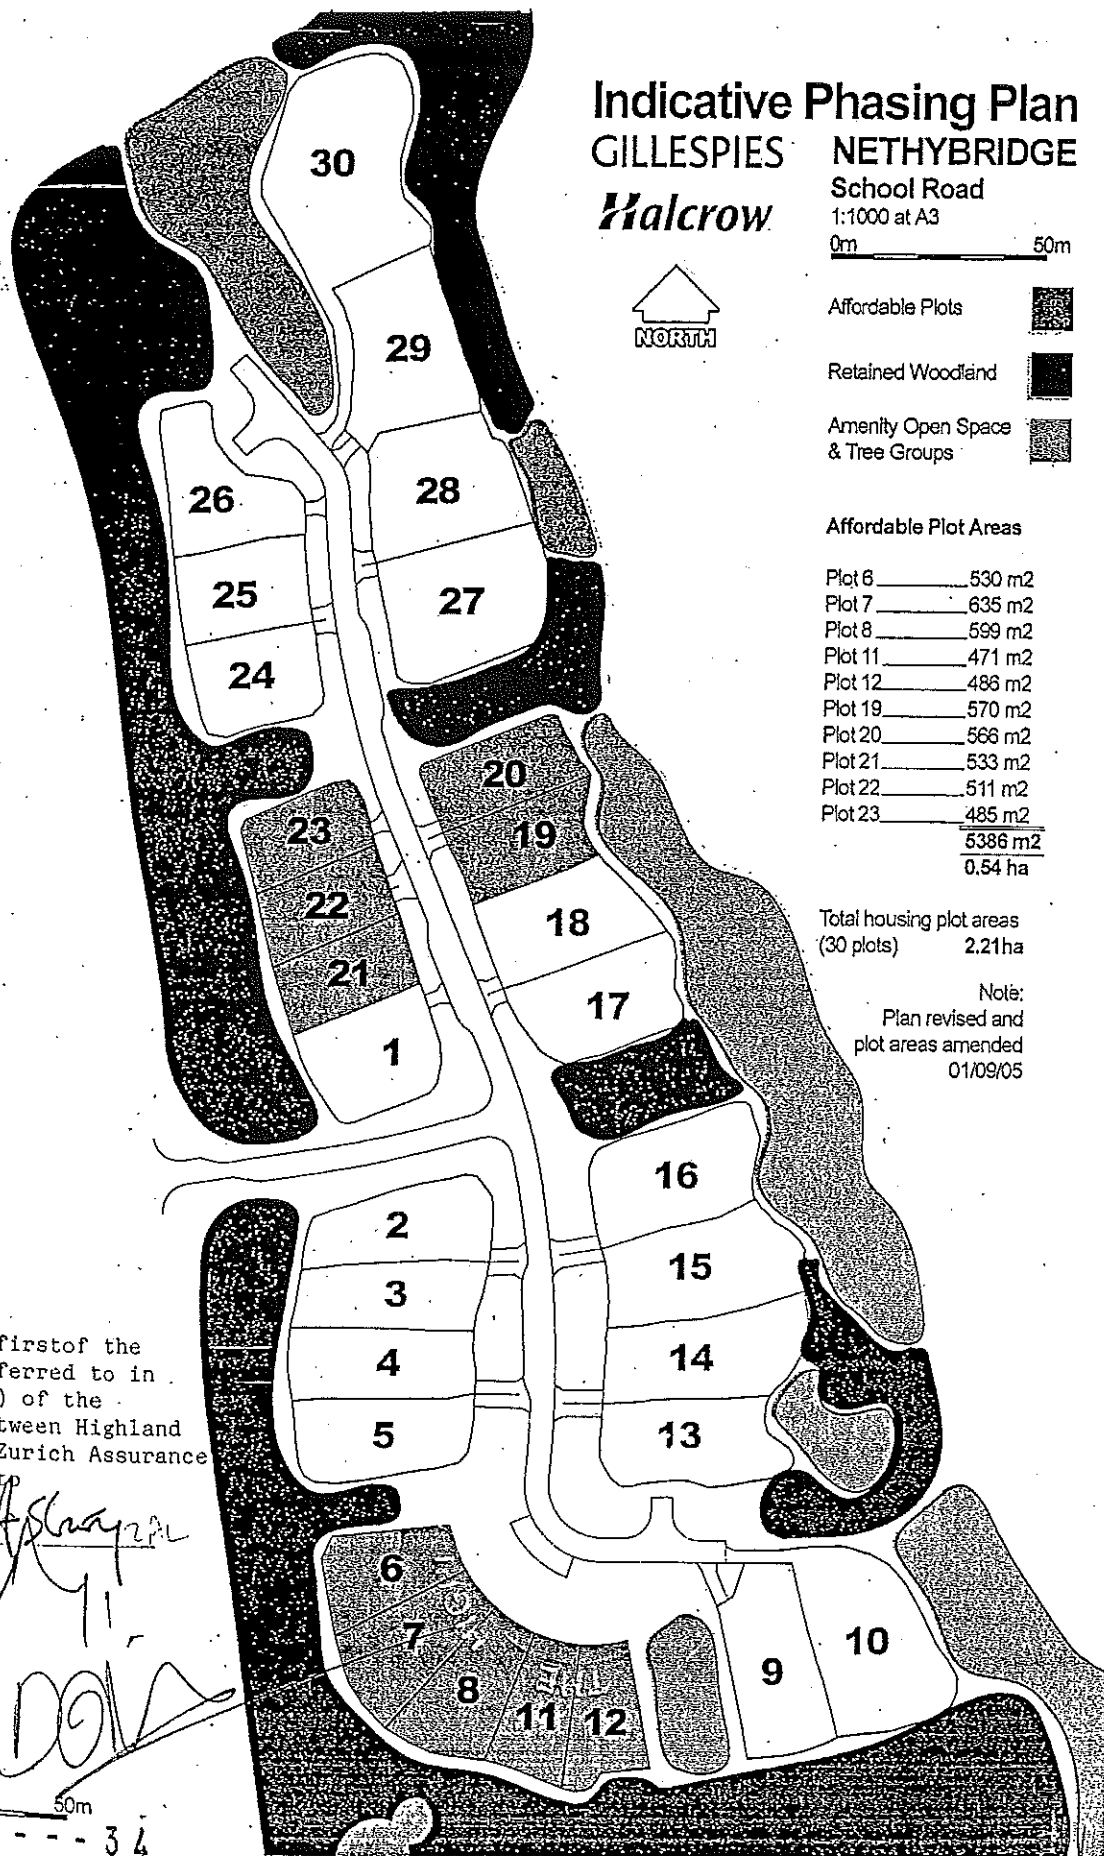 Indicative Phasing Plan
GILLESPIES NETHYBRIDGE
Halcrow
School Road
1:1000 at A3
0m 50m
NORTH
Affordable Plots
Retained Woodland
Amenity Open Space
& Tree Groups
Affordable Plot Areas
Plot 6 530 m2
Plot 7 635 m2
Plot 8 599 m2
Plot 11 471 m2
Plot 12 486 m2
Plot 19 570 m2
Plot 20 566 m2
Plot 21 533 m2
Plot 22 511 m2
Plot 23 485 m2
5386 m2
0.54 ha
Total housing plot areas
(30 plots) 2.21ha
Note:
Plan revised and
plot areas amended
01/09/05
30
29
28
26
25
27
24
20
23
19
22
18
21
17
1
16
2
15
3
14
4
13
5
6
7
10
9
8
11
12
firstof the
ferred to in
) of the
tween Highland
Zurich Assurance
50m
- - - 34